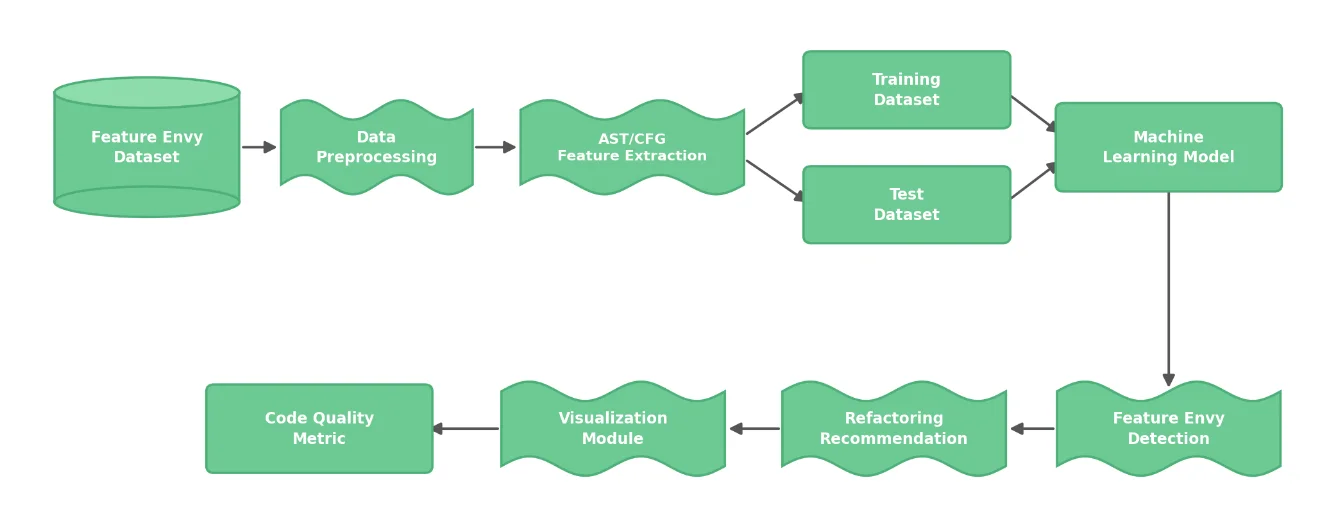 Feature Envy
Dataset
Data
Preprocessing
AST/CFG
Feature Extraction
Training
Dataset
Test
Dataset
Machine
Learning Model
Feature Envy
Detection
Refactoring
Recommendation
Visualization
Module
Code Quality
Metric